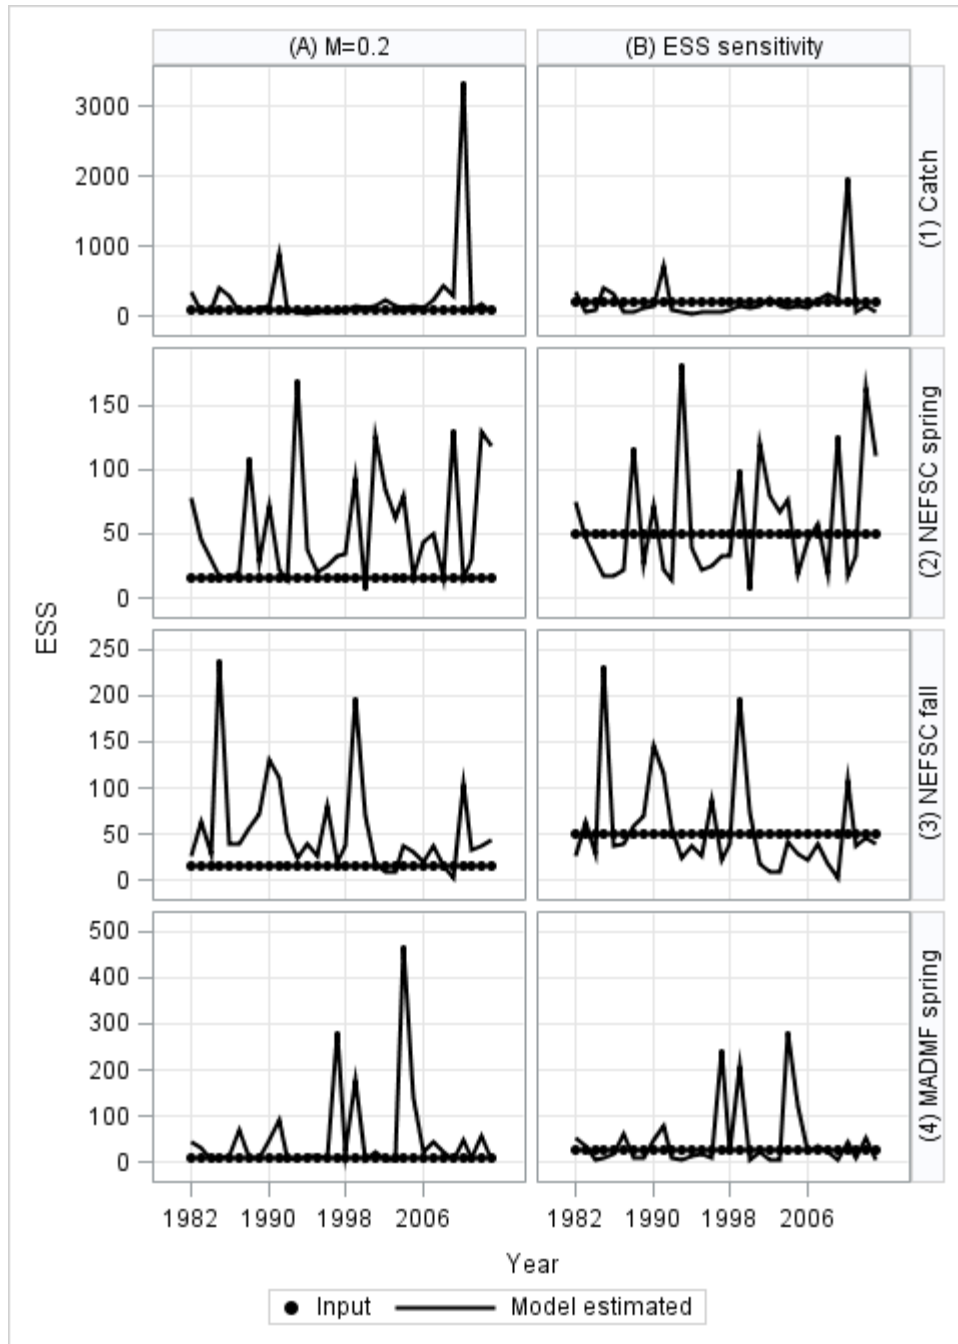 (A) M=0.2
(B) ESS sensitivity
3000
2000
1000
0
(1) Catch
150
100
50
0
(2) NEFSC spring
ESS
250
200
150
100
50
0
(3) NEFSC fall
500
400
300
200
100
0
(4) MADMF spring
1982 1990 1998 2006
1982 1990 1998 2006
Year
Input Model estimated